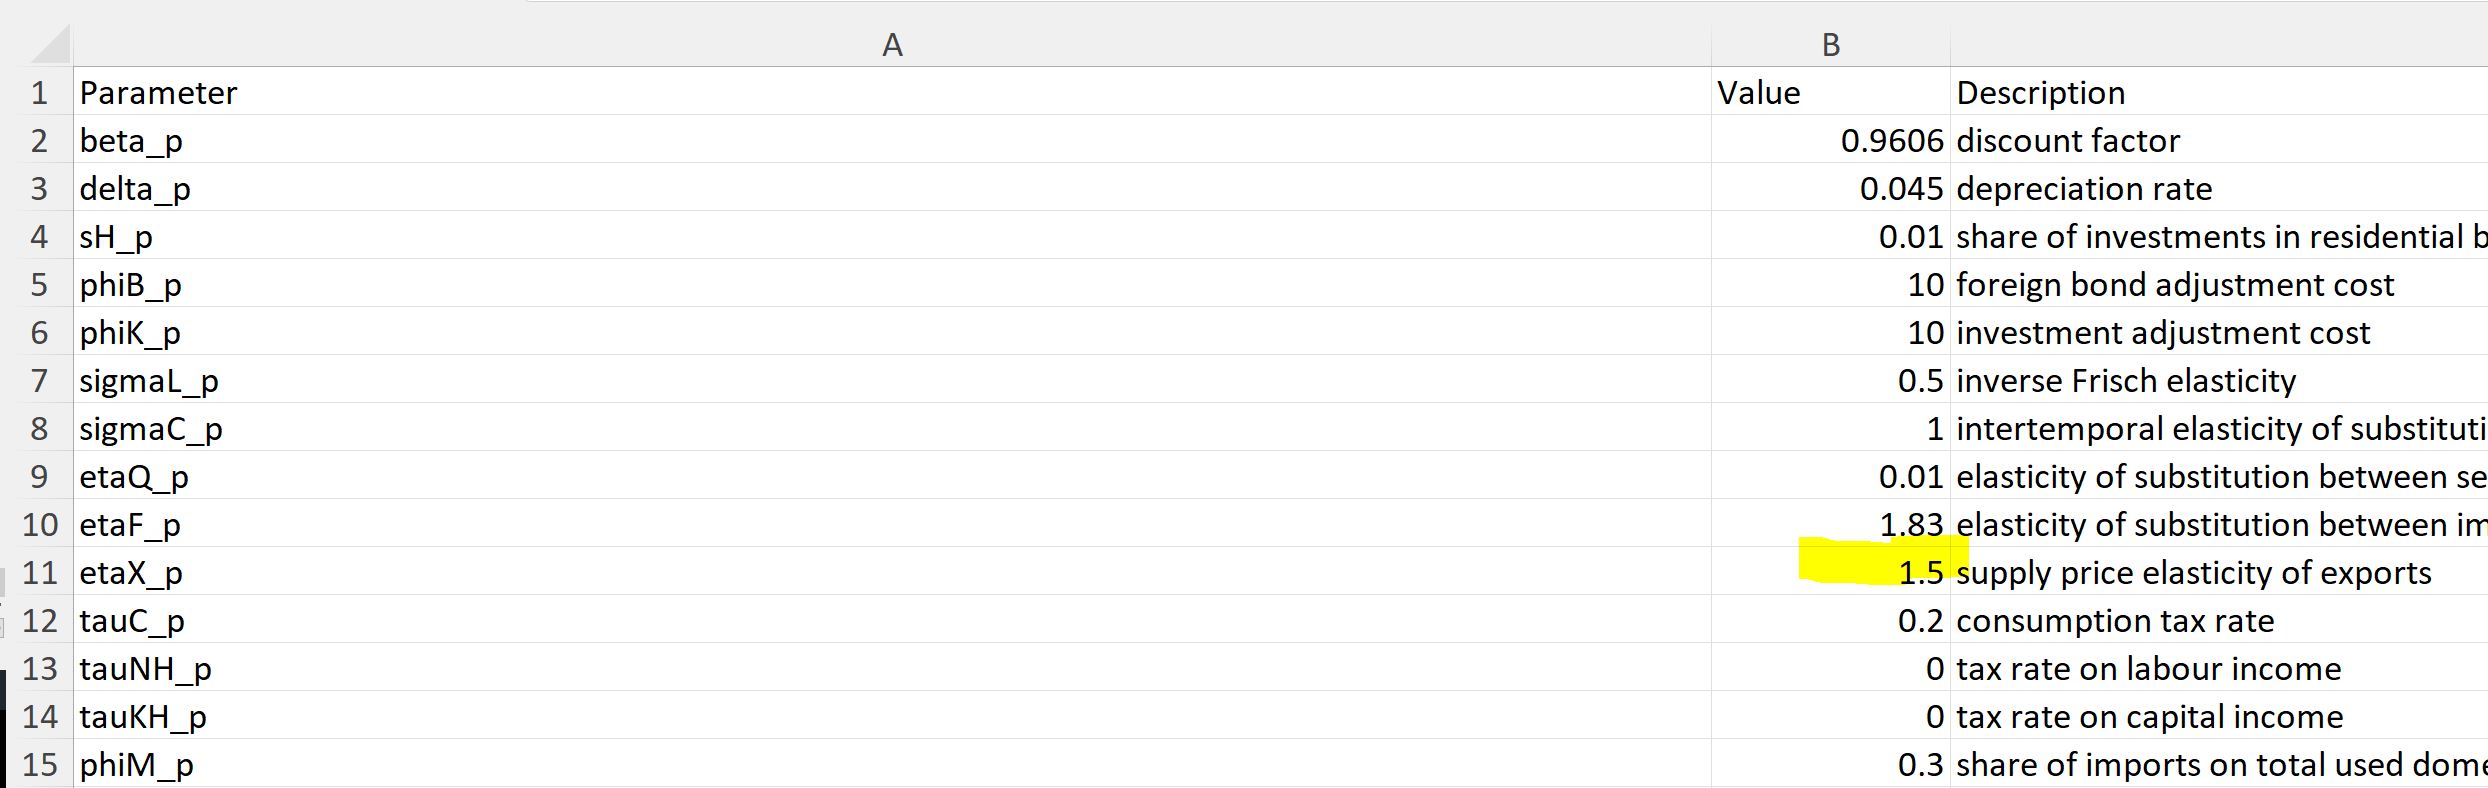 A B
1 Parameter Value Description
2 beta_p 0.9606 discount factor
3 delta_p 0.045 depreciation rate
4 sH_p 0.01 share of investments in residential b
5 phiB_p 10 foreign bond adjustment cost
6 phiK_p 10 investment adjustment cost
7 sigmaL_p 0.5 inverse Frisch elasticity
8 sigmaC_p 1 intertemporal elasticity of substituti
9 etaQ_p 0.01 elasticity of substitution between se
10 etaF_p 1.83 elasticity of substitution between im
11 etaX_p 1.5 supply price elasticity of exports
12 tauC_p 0.2 consumption tax rate
13 tauNH_p 0 tax rate on labour income
14 tauKH_p 0 tax rate on capital income
15 phiM_p 0.3 share of imports on total used dome